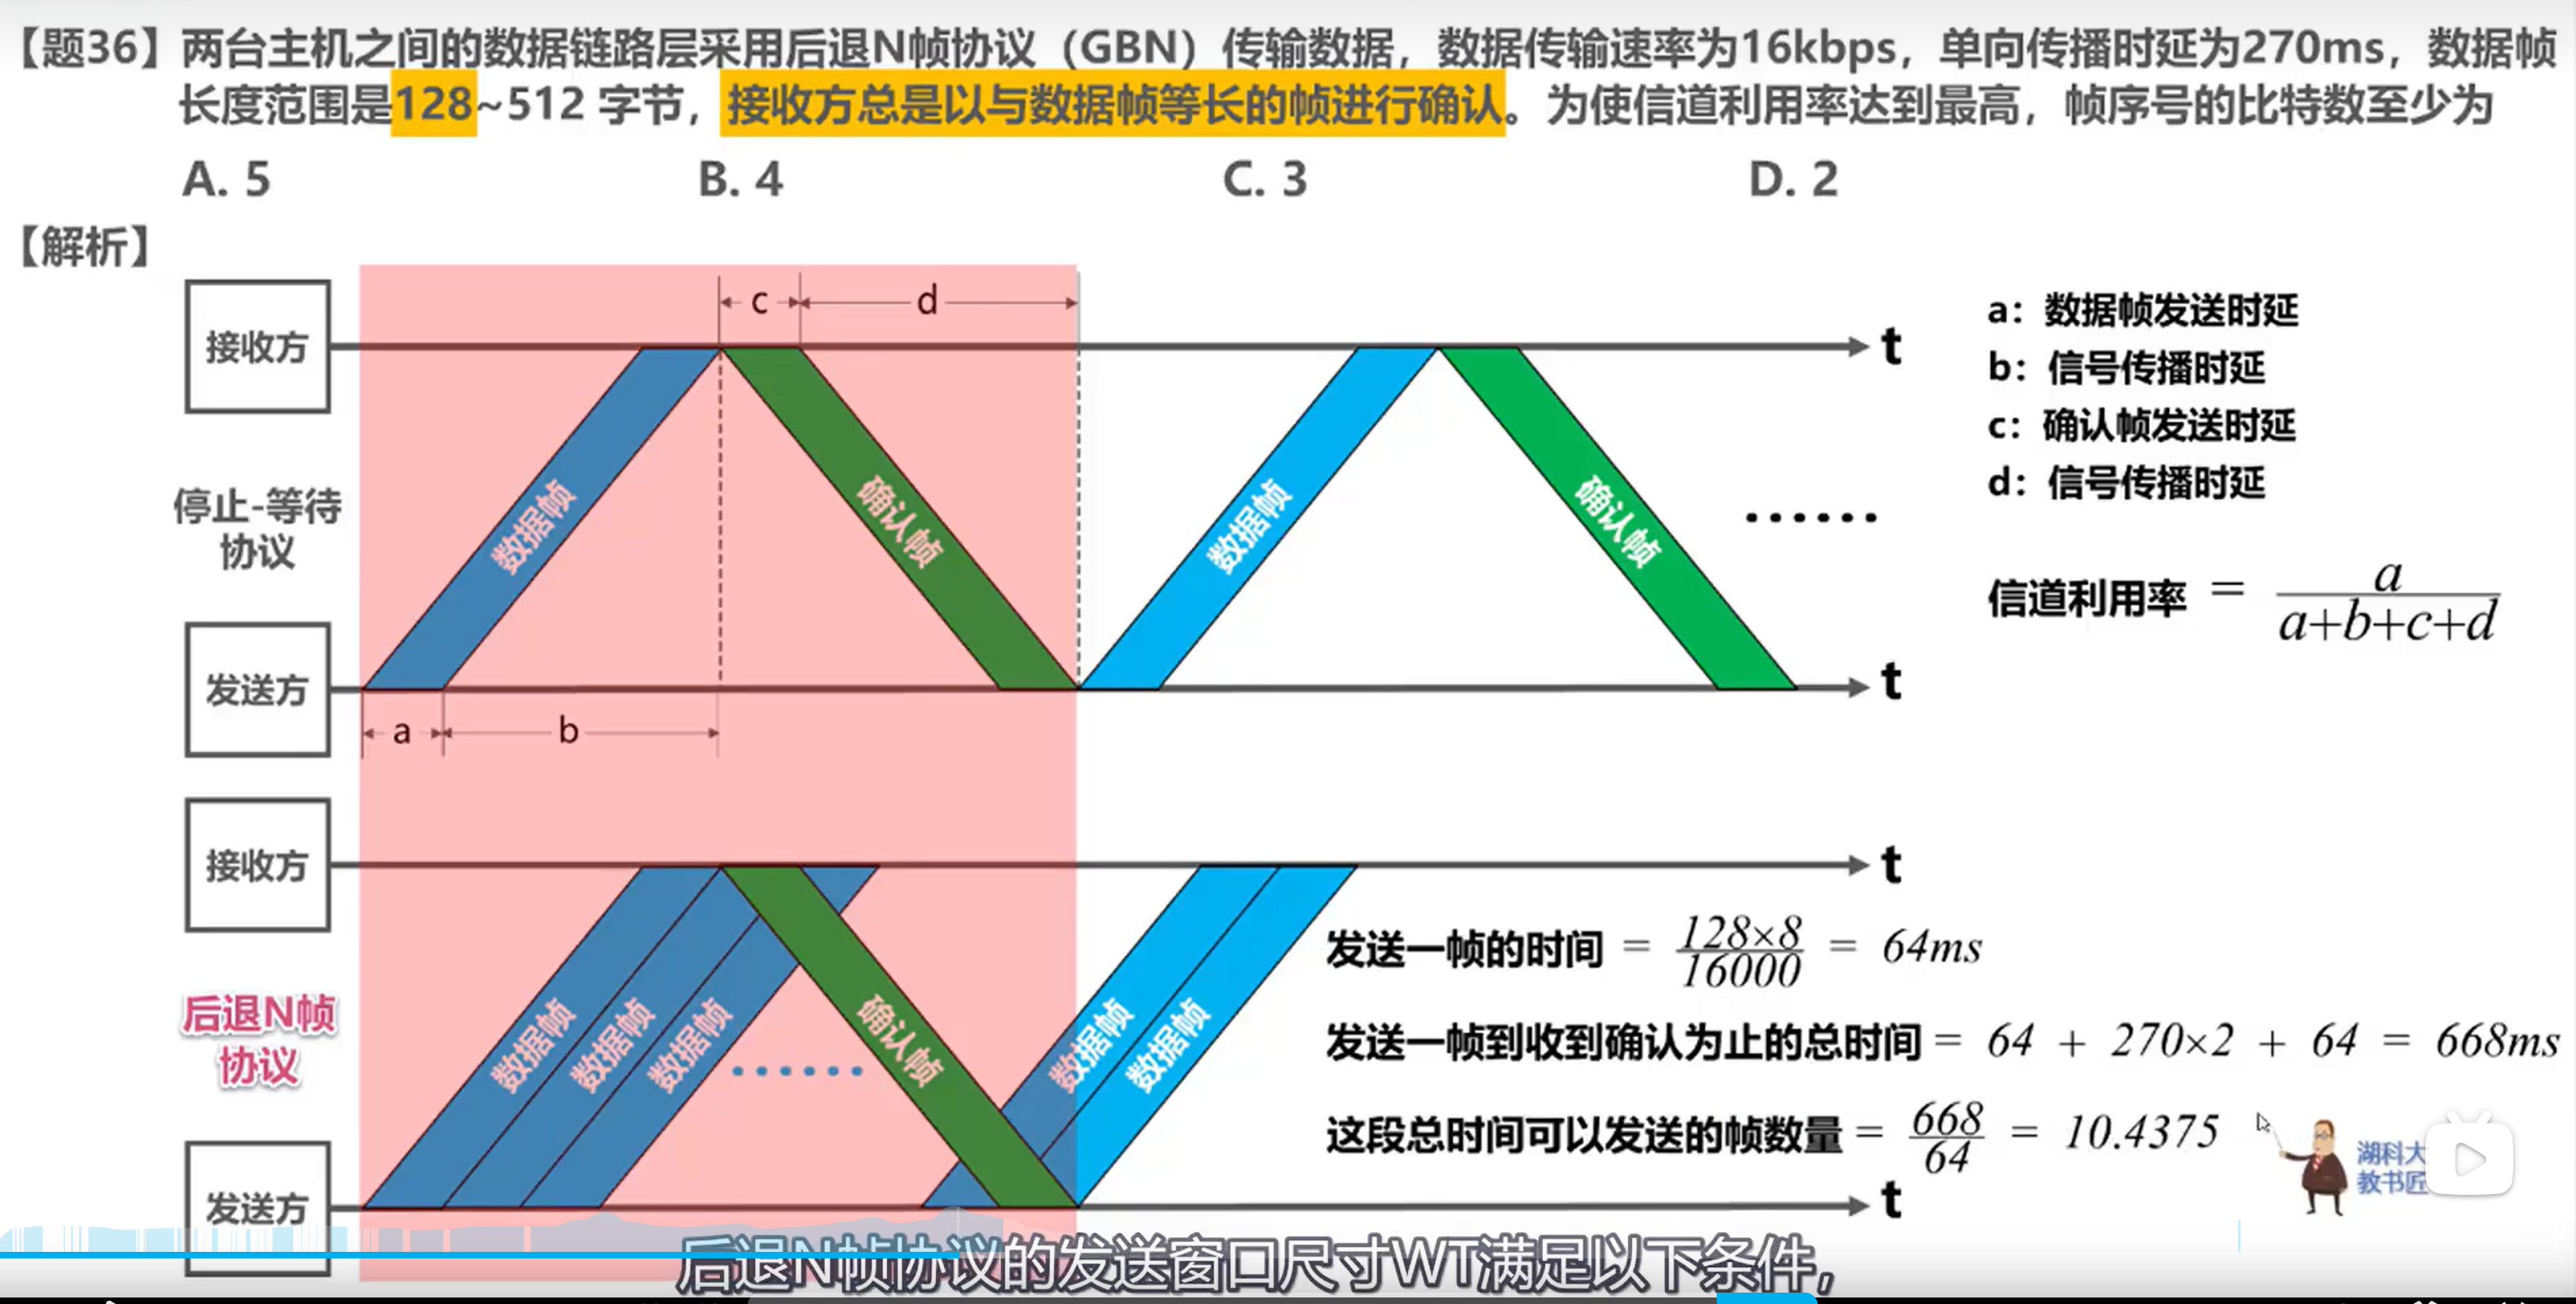 【题36】两台主机之间的数据链路层采用后退N帧协议（GBN）传输数据，数据传输速率为16kbps，单向传播时延为270ms，数据帧
长度范围是128~512 字节，接收方总是以与数据帧等长的帧进行确认。为使信道利用率达到最高，帧序号的比特数至少为
A. 5 B. 4 C. 3 D. 2
【解析】
c d
接收方 t
a：数据帧发送时延
b：信号传播时延
c：确认帧发送时延
d：信号传播时延
停止-等待
协议
数据帧 确认帧 数据帧 确认帧 ······
信道利用率 = a / (a+b+c+d)
发送方 t
a b
接收方 t
后退N帧
协议
数据帧 数据帧 数据帧 ······ 确认帧 数据帧 数据帧
发送一帧的时间 = 128×8 / 16000 = 64ms
发送一帧到收到确认为止的总时间 = 64 + 270×2 + 64 = 668ms
这段总时间可以发送的帧数量 = 668 / 64 = 10.4375
湖科大
教书匠
发送方 t
后退N帧协议的发送窗口尺寸WT满足以下条件，